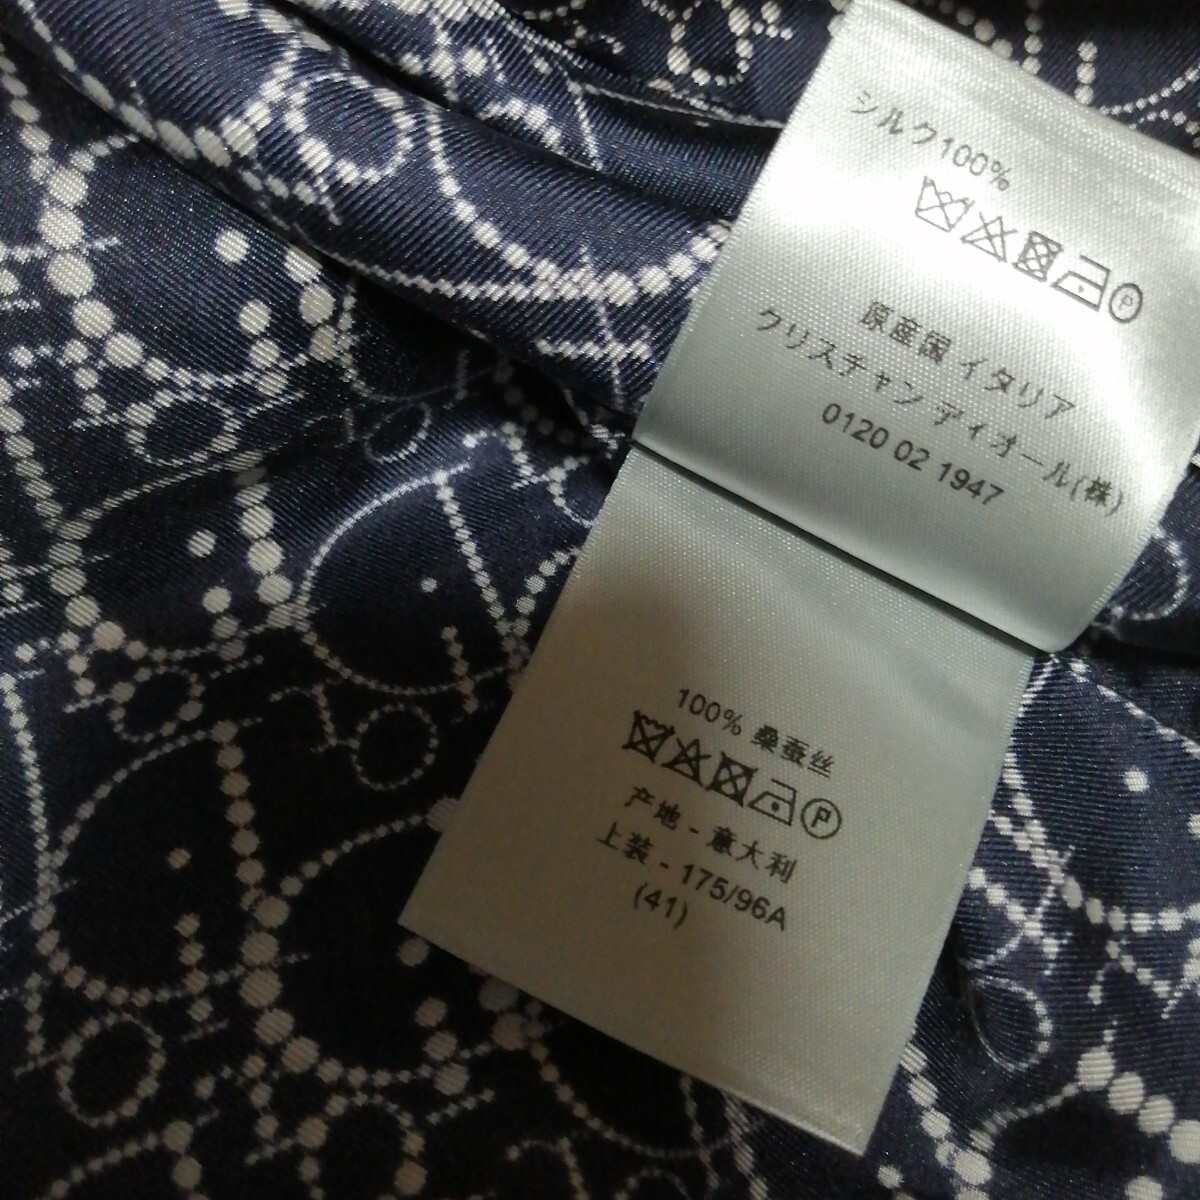 シルク100%
P
原産国 イタリア
クリスチャン ディオール(株)
0120 02 1947
100% 桑蚕丝
P
产地 - 意大利
上装 - 175/96A
(41)